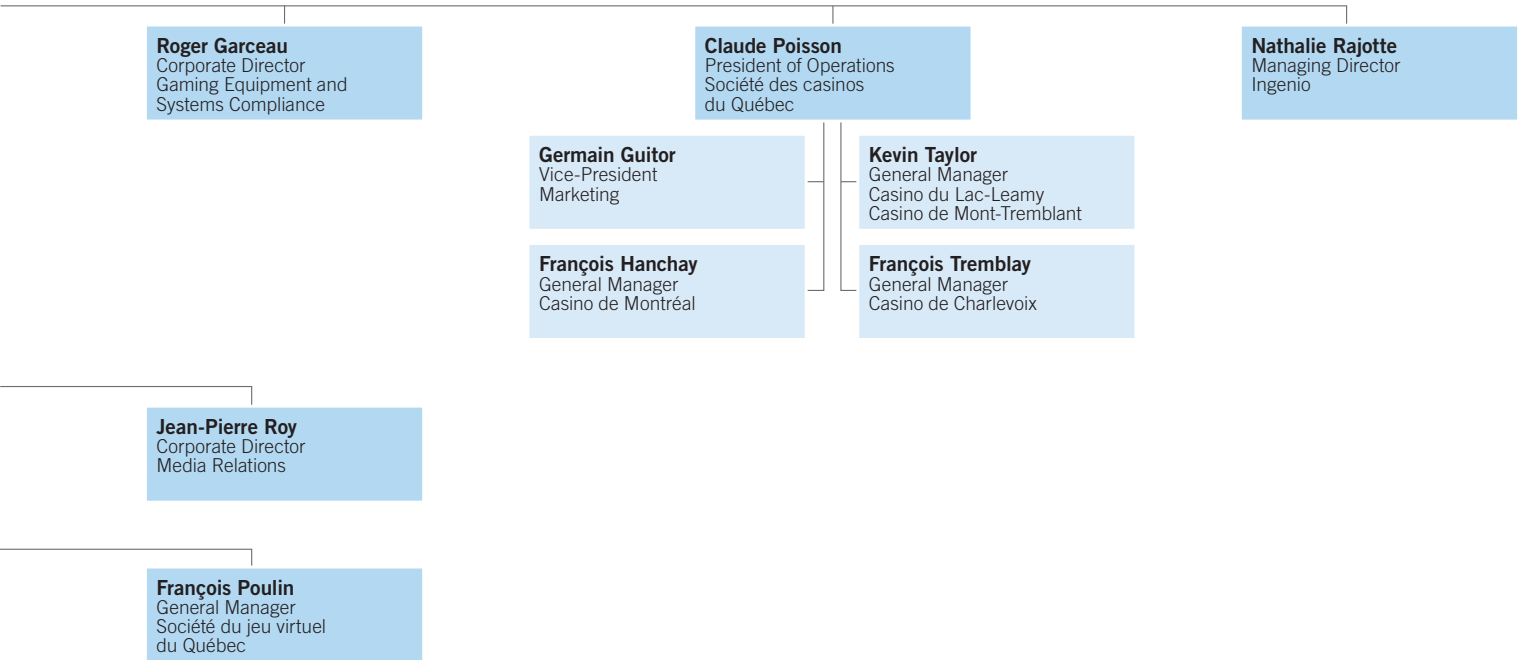 Roger Garceau
Corporate Director
Gaming Equipment and
Systems Compliance
Claude Poisson
President of Operations
Société des casinos
du Québec
Nathalie Rajotte
Managing Director
Ingenio
Germain Guitor
Vice-President
Marketing
Kevin Taylor
General Manager
Casino du Lac-Leamy
Casino de Mont-Tremblant
François Hanchay
General Manager
Casino de Montréal
François Tremblay
General Manager
Casino de Charlevoix
Jean-Pierre Roy
Corporate Director
Media Relations
François Poulin
General Manager
Société du jeu virtuel
du Québec